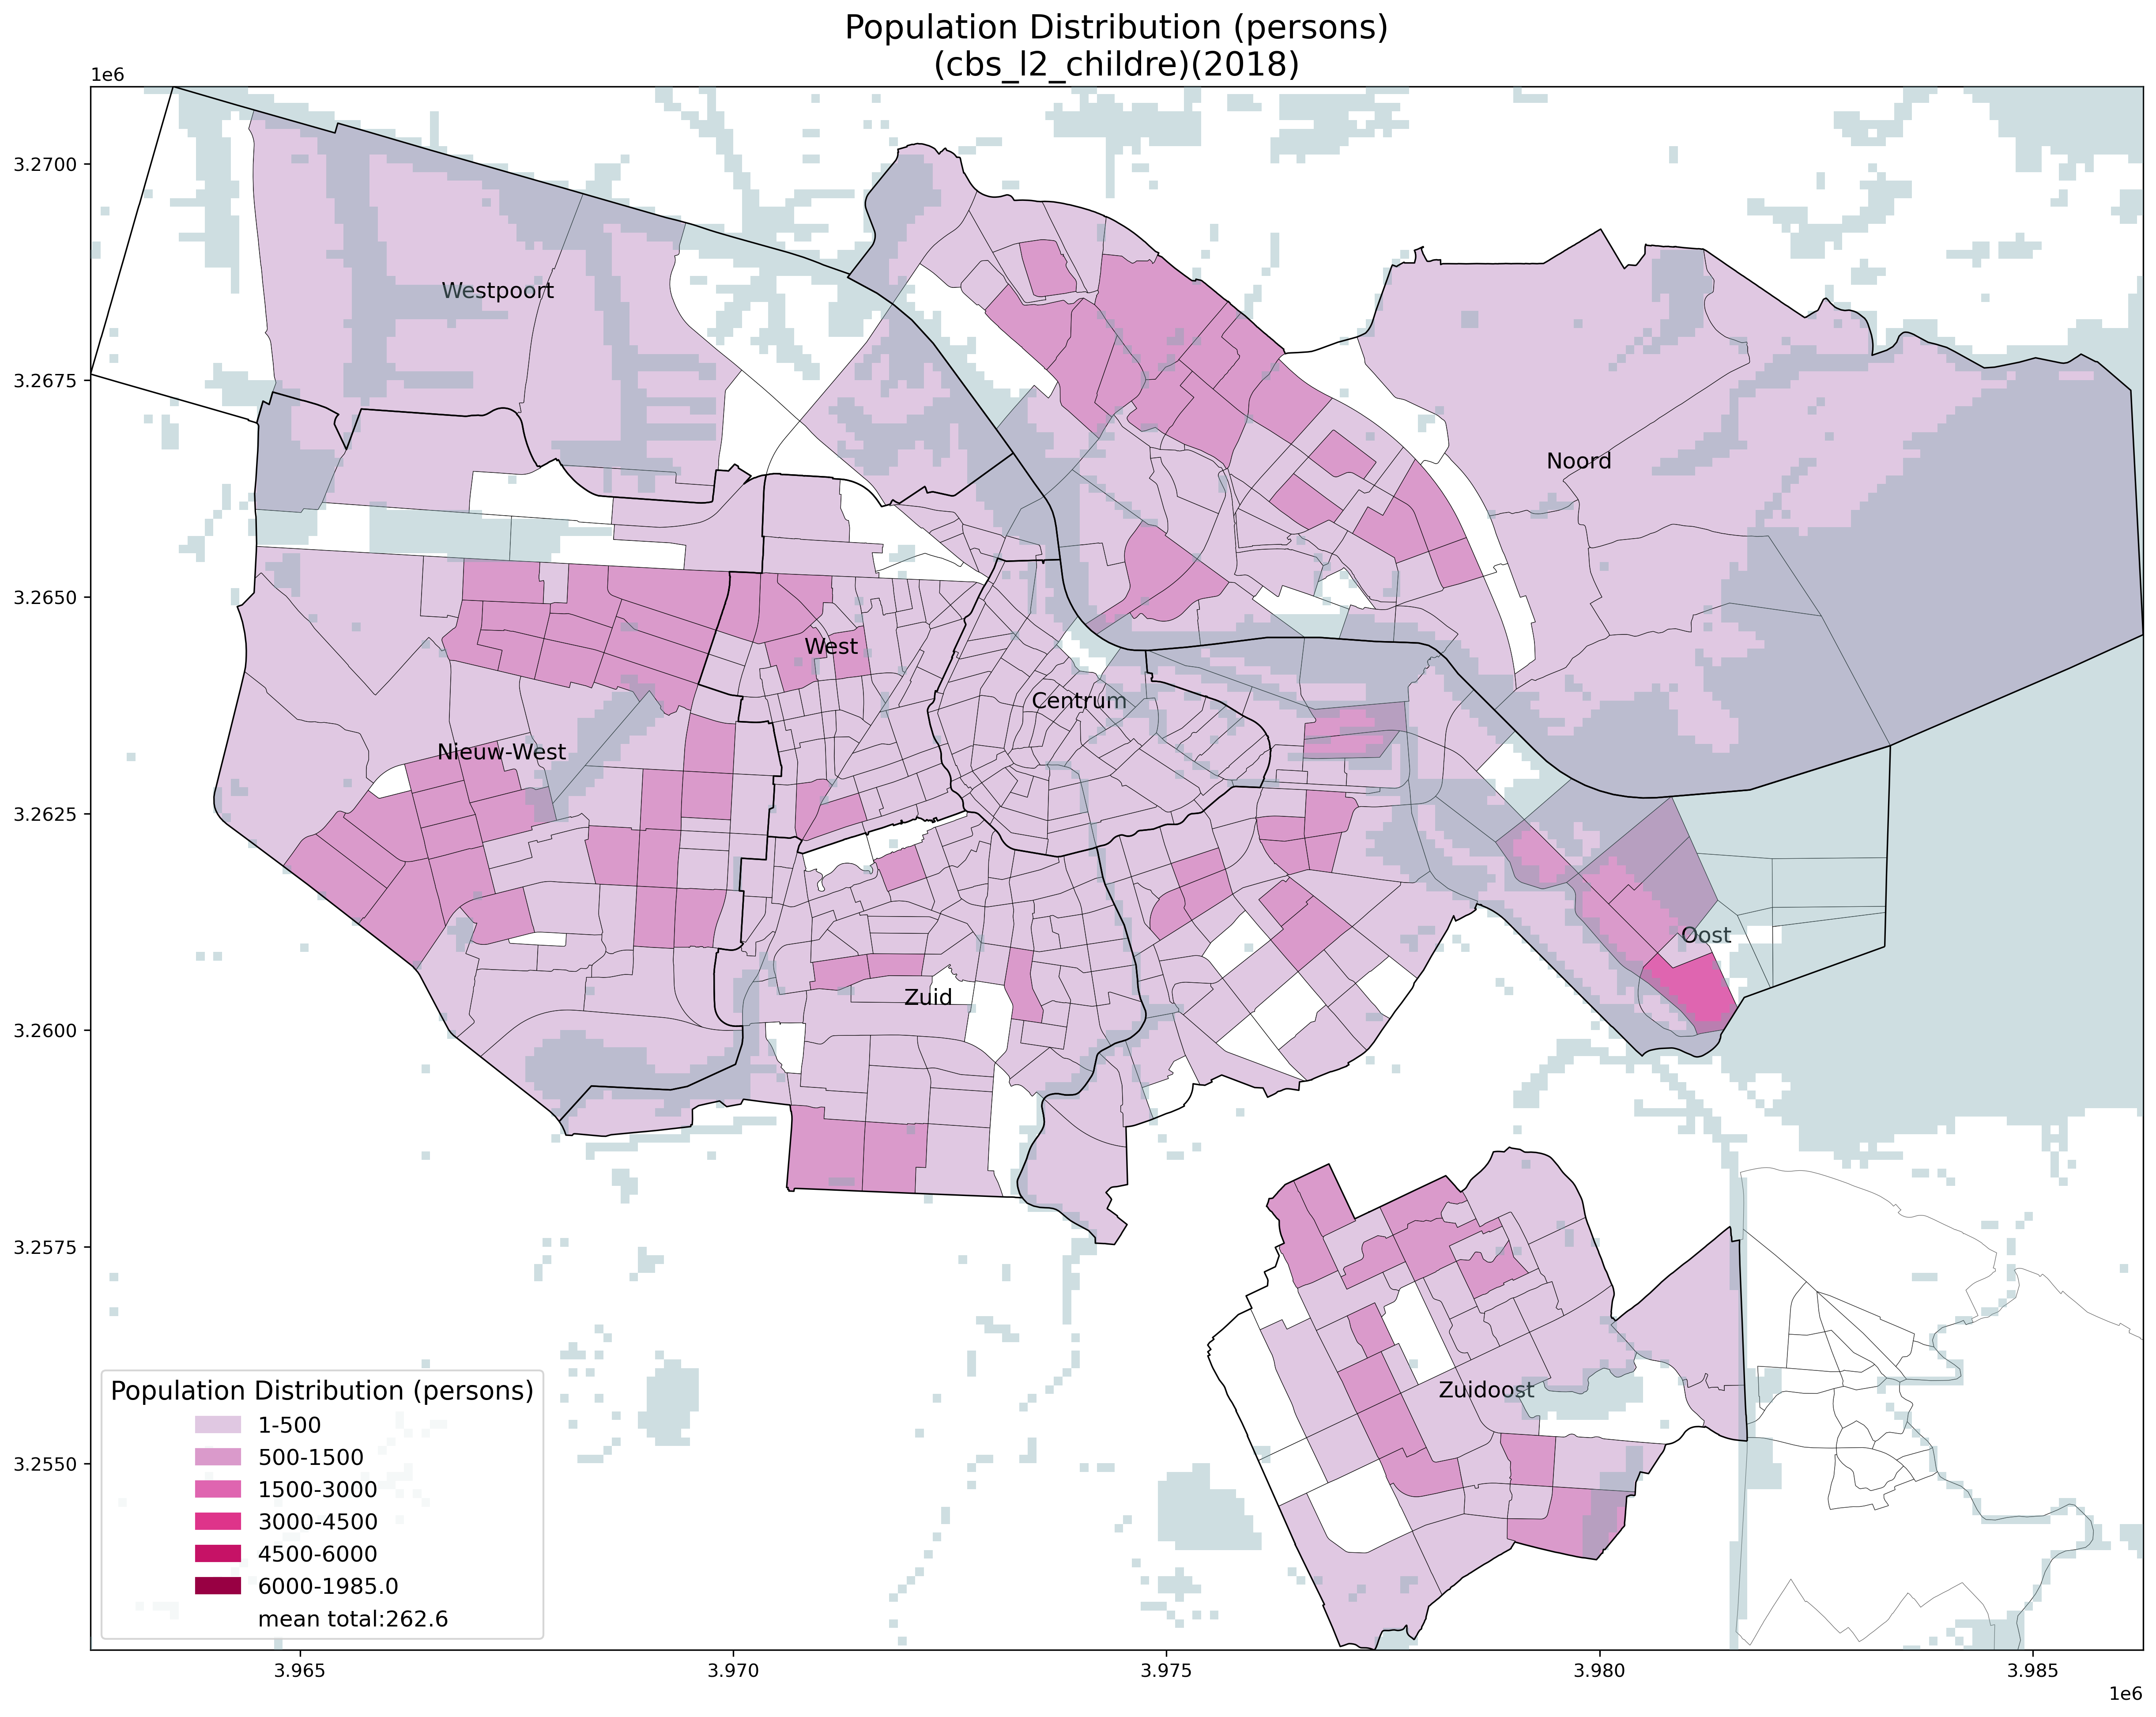 Population Distribution (persons)
(cbs_l2_childre)(2018)
1e6
3.2700
3.2675
3.2650
3.2625
3.2600
3.2575
3.2550
Westpoort
Noord
West
Centrum
Nieuw-West
Oost
Zuid
Zuidoost
Population Distribution (persons)
1-500
500-1500
1500-3000
3000-4500
4500-6000
6000-1985.0
mean total:262.6
3.965
3.970
3.975
3.980
3.985
1e6